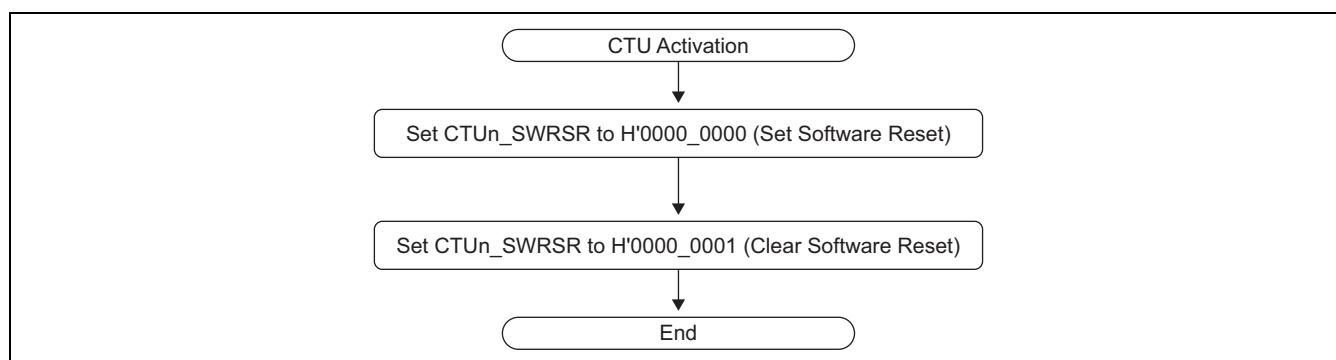 CTU Activation
Set CTUn_SWRSR to H'0000_0000 (Set Software Reset)
Set CTUn_SWRSR to H'0000_0001 (Clear Software Reset)
End